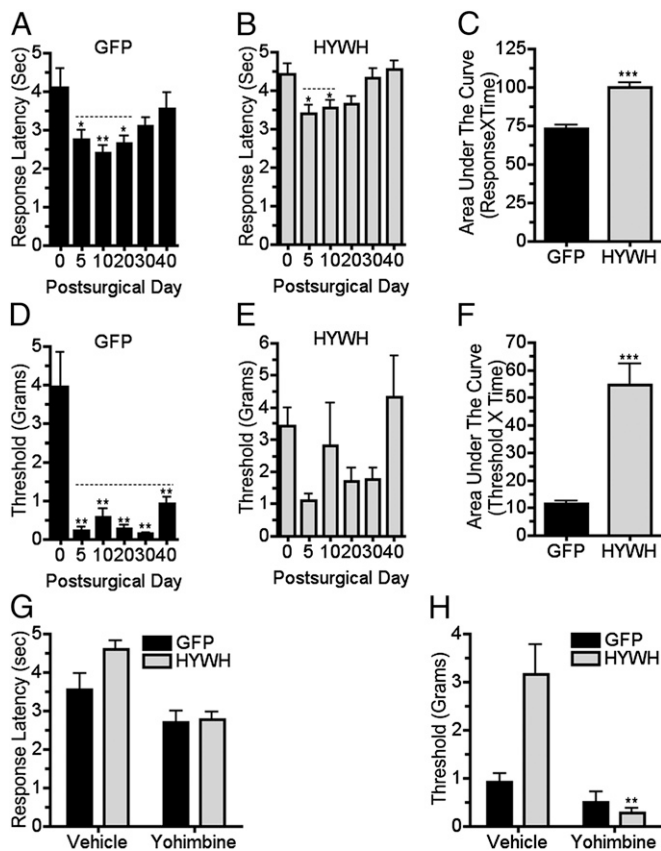 A
GFP
Response Latency (Sec)
5
4
3
2
1
0
*
**
*
0 5 10 20 30 40
Postsurgical Day
B
HYWH
Response Latency (Sec)
5
4
3
2
1
0
*
*
0 5 10 20 30 40
Postsurgical Day
C
Area Under The Curve
(ResponseXTime)
125
100
75
50
25
0
***
GFP HYWH
D
GFP
Threshold (Grams)
5
4
3
2
1
0
**
**
**
**
**
0 5 10 20 30 40
Postsurgical Day
E
HYWH
Threshold (Grams)
6
5
4
3
2
1
0
0 5 10 20 30 40
Postsurgical Day
F
Area Under The Curve
(Threshold X Time)
70
60
50
40
30
20
10
0
***
GFP HYWH
G
Response Latency (sec)
5
4
3
2
1
0
GFP
HYWH
Vehicle Yohimbine
H
Threshold (Grams)
4
3
2
1
0
GFP
HYWH
**
Vehicle Yohimbine